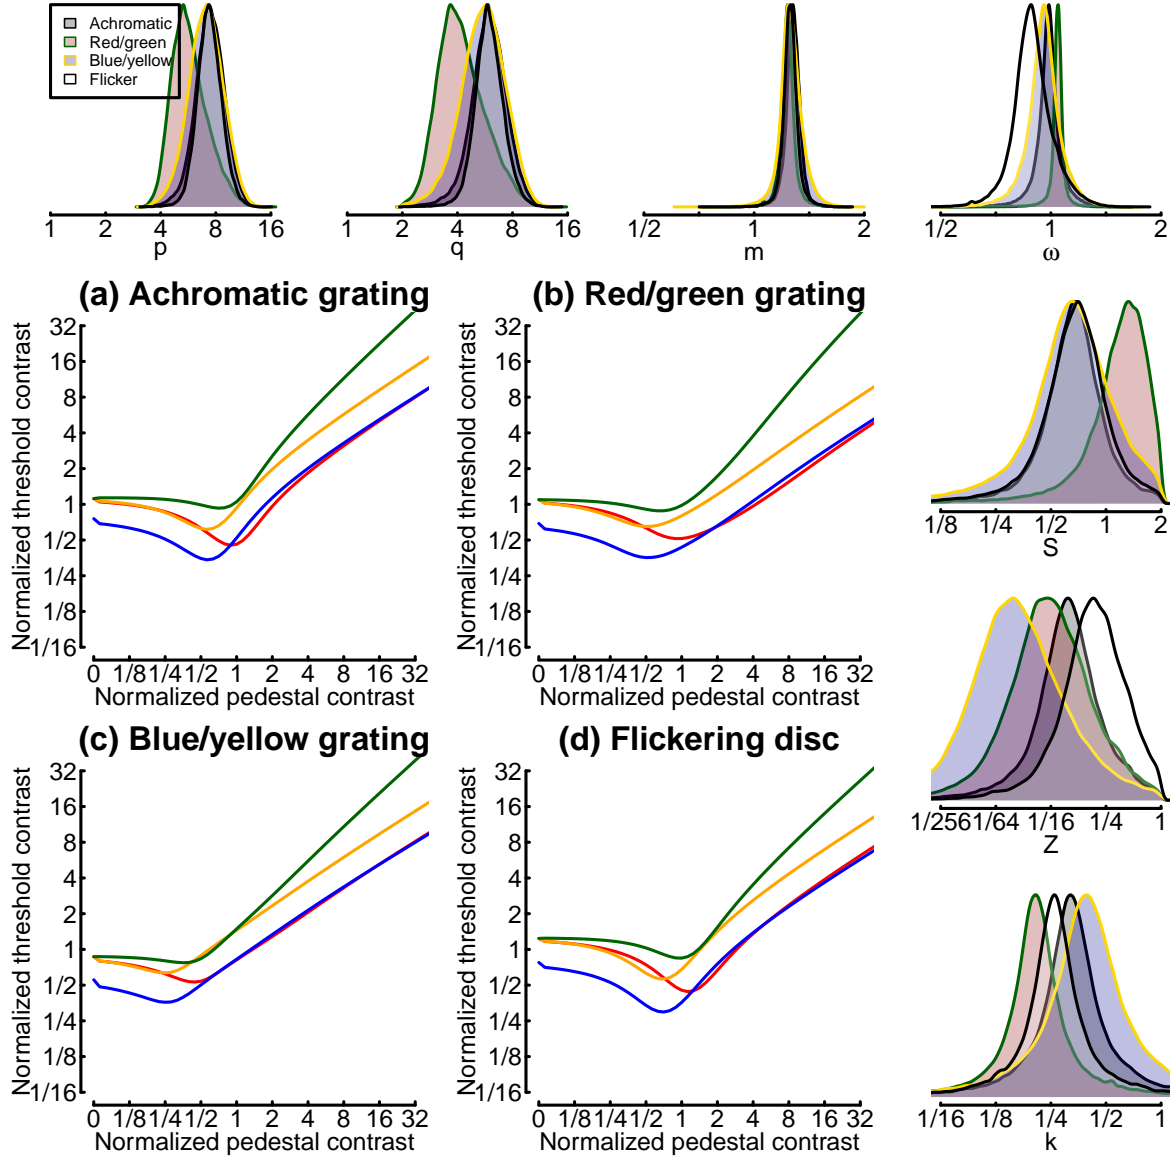 Achromatic
Red/green
Blue/yellow
Flicker
1 2 4 8 16
p
1 2 4 8 16
q
1/2 1 2
m
1/2 1 2
ω
(a) Achromatic grating
Normalized threshold contrast
32
16
8
4
2
1
1/2
1/4
1/8
1/16
0 1/8 1/4 1/2 1 2 4 8 16 32
Normalized pedestal contrast
(b) Red/green grating
Normalized threshold contrast
32
16
8
4
2
1
1/2
1/4
1/8
1/16
0 1/8 1/4 1/2 1 2 4 8 16 32
Normalized pedestal contrast
1/8 1/4 1/2 1 2
S
1/256 1/64 1/16 1/4 1
Z
(c) Blue/yellow grating
Normalized threshold contrast
32
16
8
4
2
1
1/2
1/4
1/8
1/16
0 1/8 1/4 1/2 1 2 4 8 16 32
Normalized pedestal contrast
(d) Flickering disc
Normalized threshold contrast
32
16
8
4
2
1
1/2
1/4
1/8
1/16
0 1/8 1/4 1/2 1 2 4 8 16 32
Normalized pedestal contrast
1/16 1/8 1/4 1/2 1
k